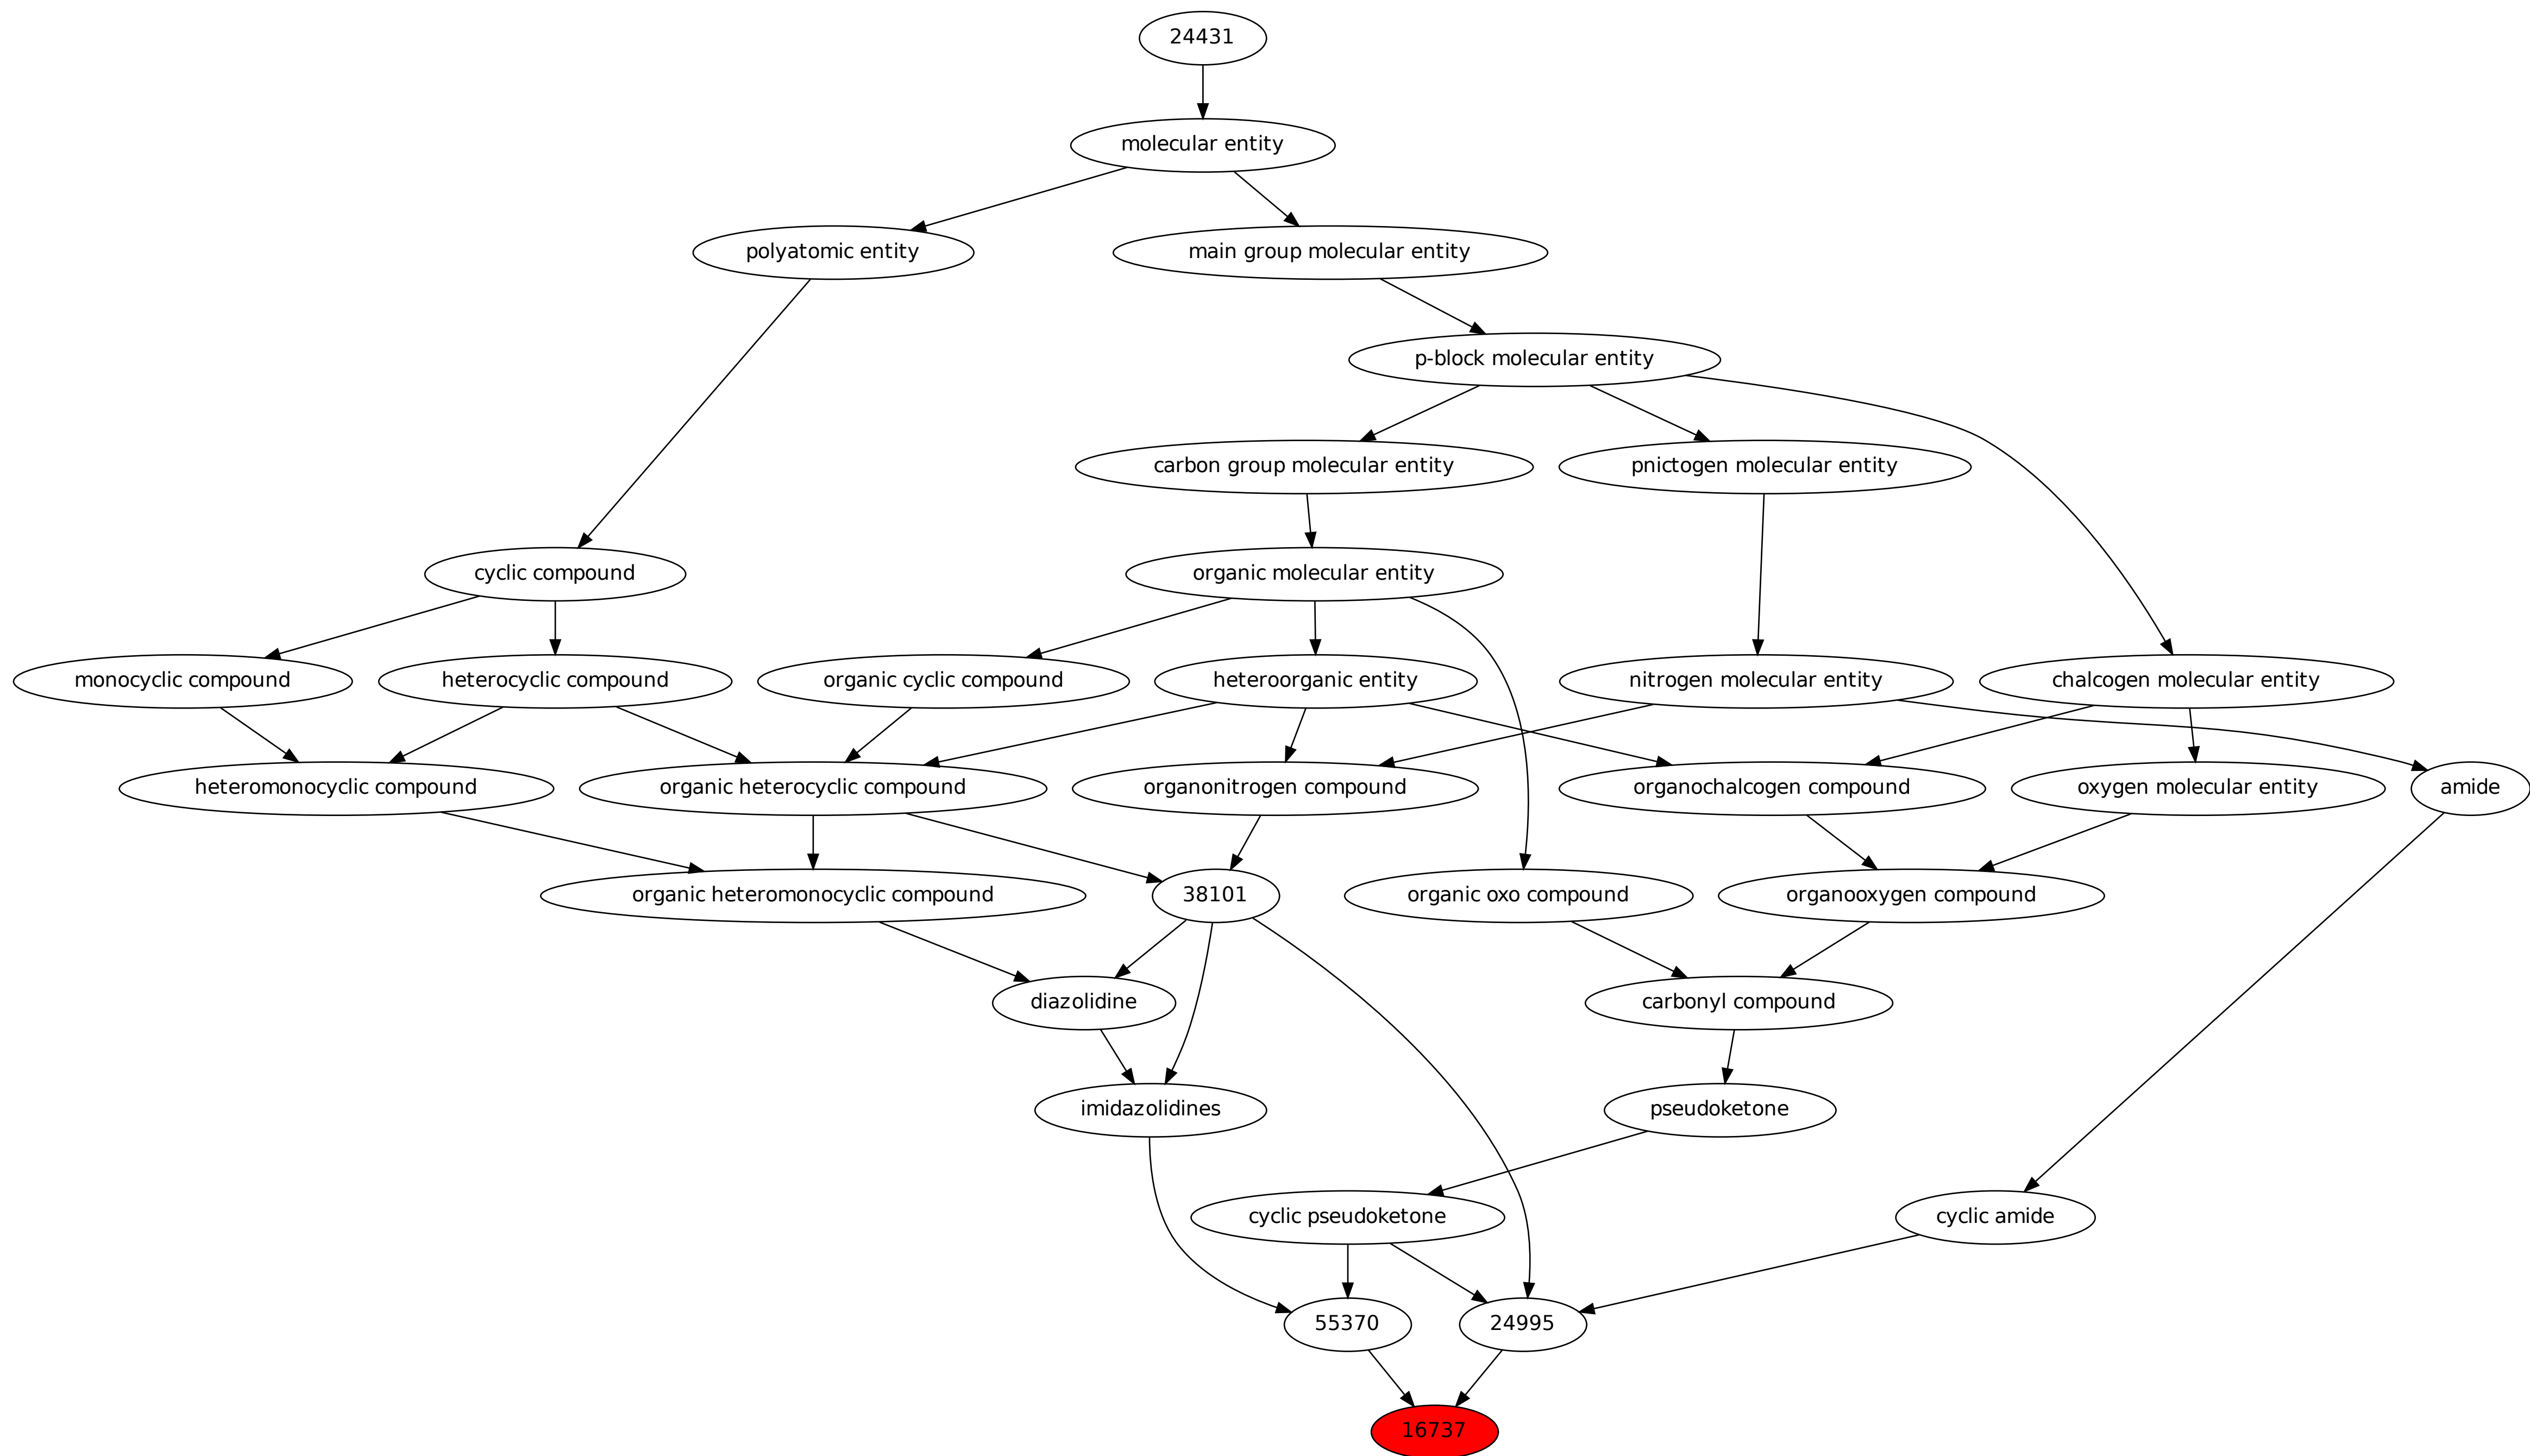 24431
molecular entity
polyatomic entity
main group molecular entity
p-block molecular entity
carbon group molecular entity
pnictogen molecular entity
cyclic compound
organic molecular entity
monocyclic compound
heterocyclic compound
organic cyclic compound
heteroorganic entity
nitrogen molecular entity
chalcogen molecular entity
heteromonocyclic compound
organic heterocyclic compound
organonitrogen compound
organochalcogen compound
oxygen molecular entity
amide
organic heteromonocyclic compound
38101
organic oxo compound
organooxygen compound
diazolidine
carbonyl compound
imidazolidines
pseudoketone
cyclic pseudoketone
cyclic amide
55370
24995
16737